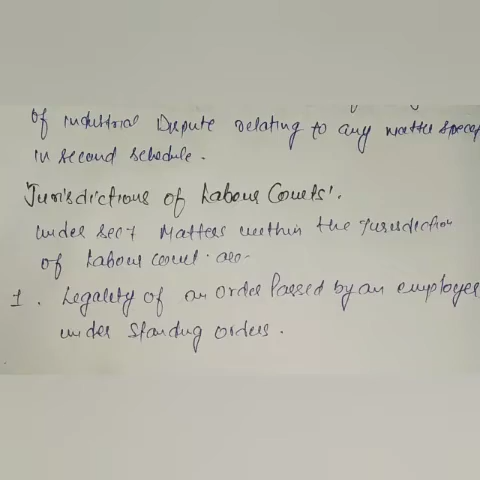 of industrial Dispute relating to any matter specef
in second schedule.
Jurisdictions of Labour Courts'.
under sec 7 Matters within the Jurisdiction
of Labour court. are-
1. Legality of an order Passed by an employer
under standing orders.